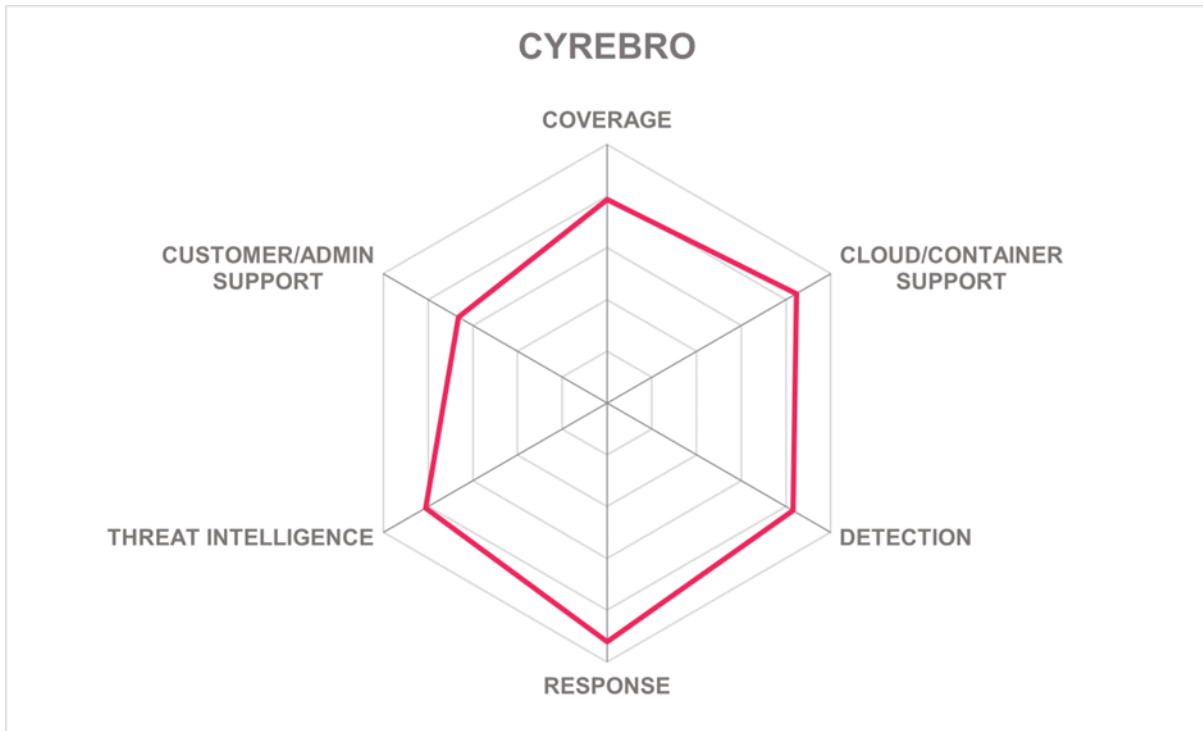 CYREBRO
COVERAGE
CUSTOMER/ADMIN
SUPPORT
CLOUD/CONTAINER
SUPPORT
THREAT INTELLIGENCE
DETECTION
RESPONSE